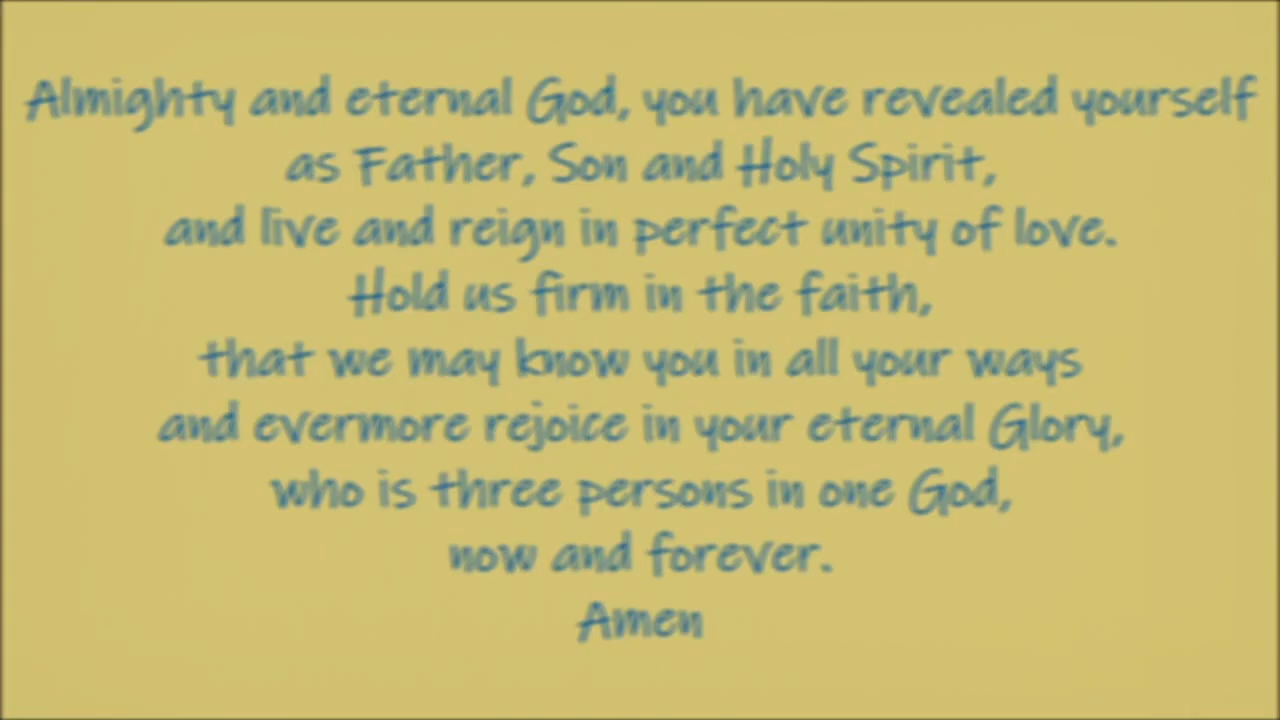 Almighty and eternal God, you have revealed yourself
as Father, Son and Holy Spirit,
and live and reign in perfect unity of love.
Hold us firm in the faith,
that we may know you in all your ways
and evermore rejoice in your eternal Glory,
who is three persons in one God,
now and forever.
Amen